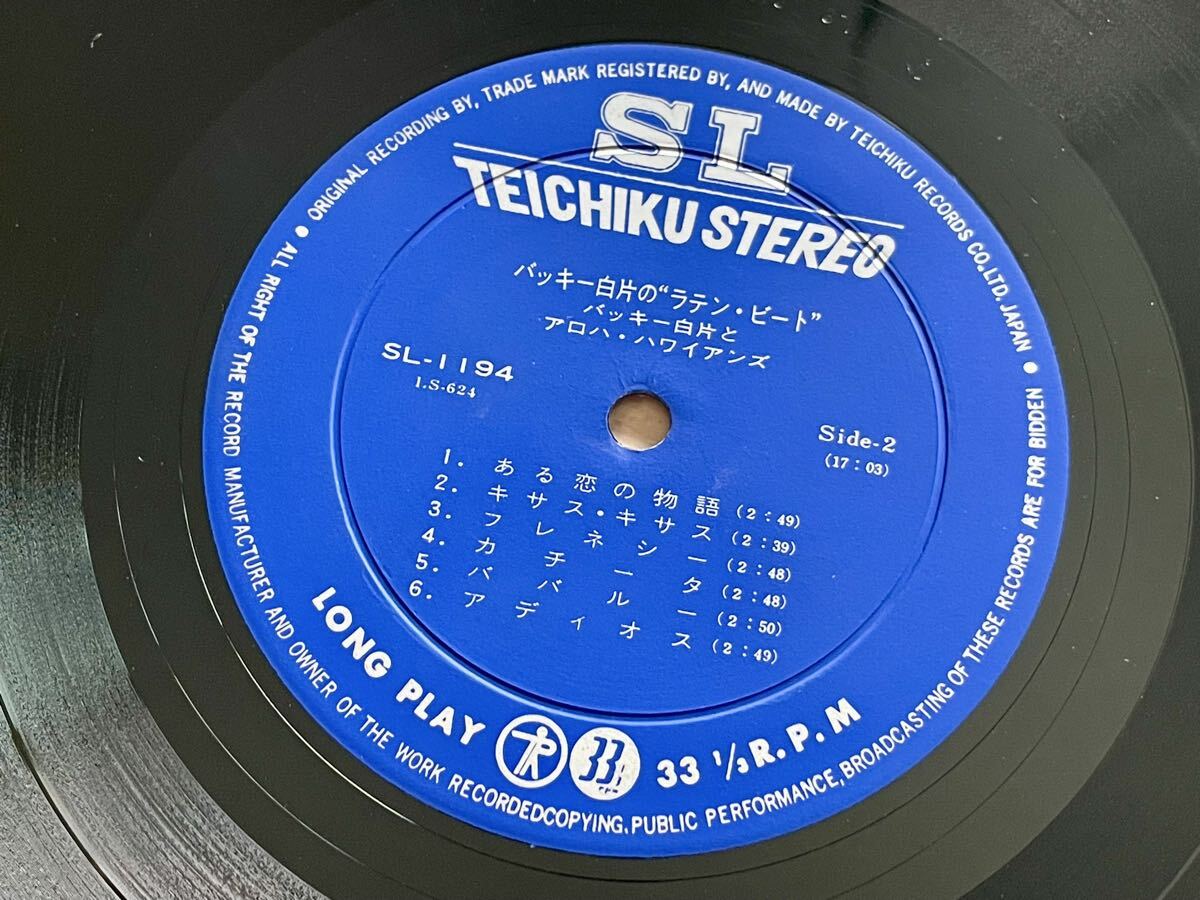 • ORIGINAL RECORDING BY, TRADE MARK REGISTERED BY, AND MADE BY TEICHIKU RECORDS CO. LTD. JAPAN •
SL
TEICHIKU STEREO
バッキー白片の“ラテン・ビート”
バッキー白片と
アロハ・ハワイアンズ
SL-1194
LS-624
Side-2
(17:03)
1. ある恋の物語 (2:49)
2. キサス・キサス (2:39)
3. フレネシー (2:48)
4. カチータ (2:48)
5. ババルー (2:50)
6. アディオス (2:49)
LONG PLAY 33 33 1/3 R.P.M
ALL RIGHT OF THE RECORD MANUFACTURER AND OWNER OF THE WORK RECORDEDCOPYING, PUBLIC PERFORMANCE, BROADCASTING OF THESE RECORDS ARE FOR BIDDEN